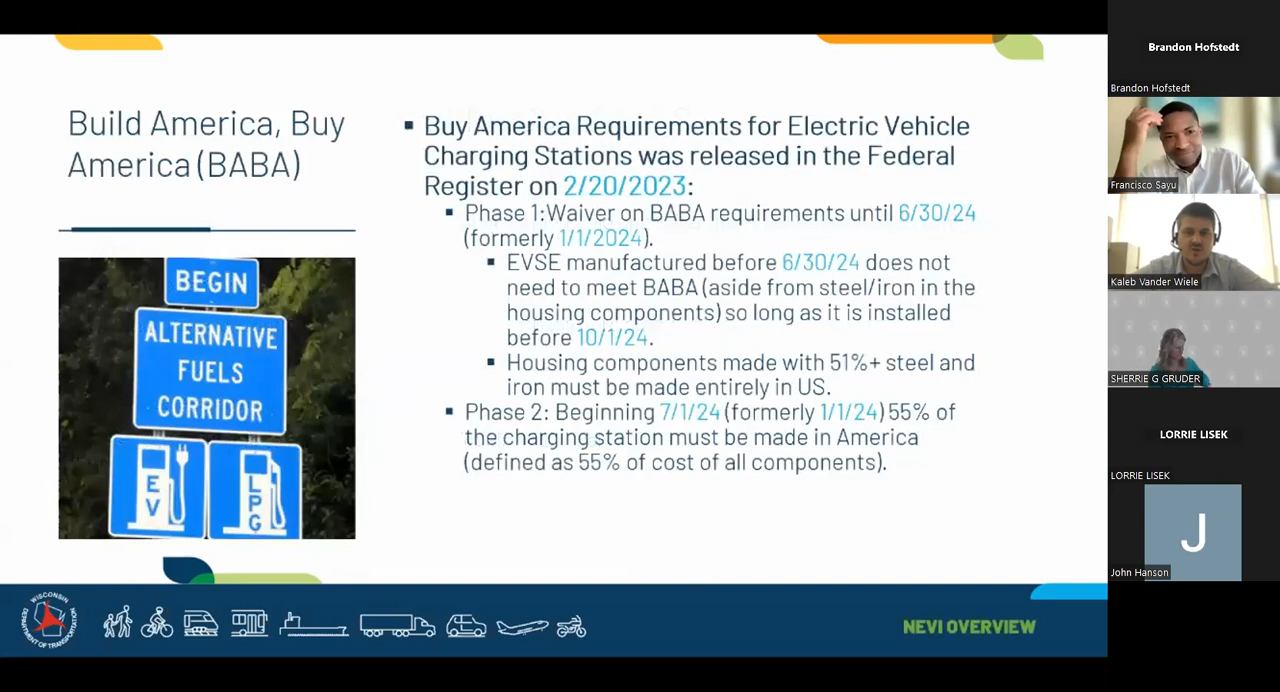 Build America, Buy
America (BABA)
BEGIN
ALTERNATIVE
FUELS
CORRIDOR
EV
LPG
▪ Buy America Requirements for Electric Vehicle
Charging Stations was released in the Federal
Register on 2/20/2023:
▪ Phase 1:Waiver on BABA requirements until 6/30/24
(formerly 1/1/2024).
▪ EVSE manufactured before 6/30/24 does not
need to meet BABA (aside from steel/iron in the
housing components) so long as it is installed
before 10/1/24.
▪ Housing components made with 51%+ steel and
iron must be made entirely in US.
▪ Phase 2: Beginning 7/1/24 (formerly 1/1/24) 55% of
the charging station must be made in America
(defined as 55% of cost of all components).
WISCONSIN
DEPARTMENT OF TRANSPORTATION
NEVI OVERVIEW
Brandon Hofstedt
Brandon Hofstedt
Francisco Sayu
Kaleb Vander Wiele
SHERRIE G GRUDER
LORRIE LISEK
LORRIE LISEK
J
John Hanson